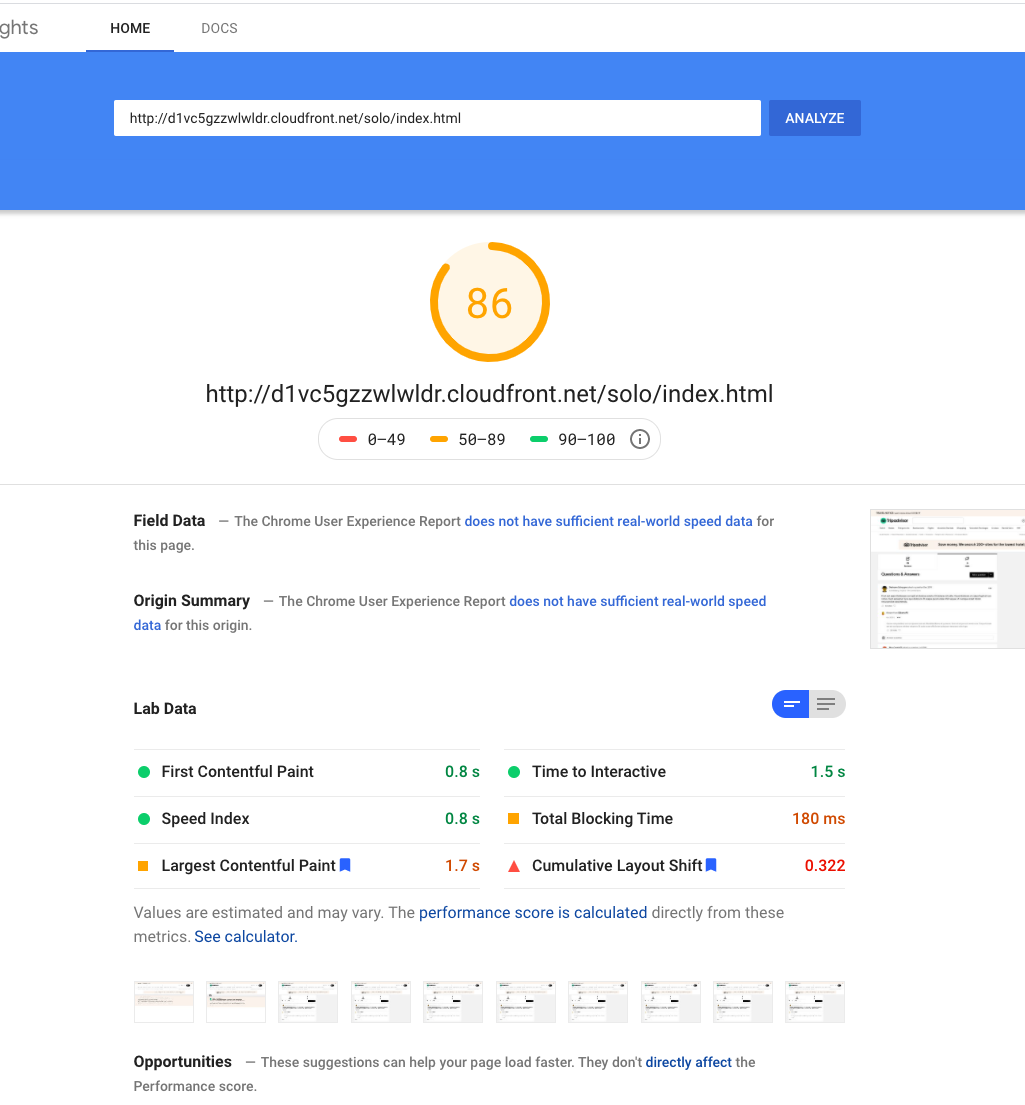 ghts HOME DOCS
http://d1vc5gzzwlwldr.cloudfront.net/solo/index.html ANALYZE
86
http://d1vc5gzzwlwldr.cloudfront.net/solo/index.html
0–49 50–89 90–100
Field Data — The Chrome User Experience Report does not have sufficient real-world speed data for
this page.
Origin Summary — The Chrome User Experience Report does not have sufficient real-world speed
data for this origin.
Tripadvisor
Questions & Answers
Lab Data
First Contentful Paint 0.8 s Time to Interactive 1.5 s
Speed Index 0.8 s Total Blocking Time 180 ms
Largest Contentful Paint 1.7 s Cumulative Layout Shift 0.322
Values are estimated and may vary. The performance score is calculated directly from these
metrics. See calculator.
Opportunities — These suggestions can help your page load faster. They don't directly affect the
Performance score.